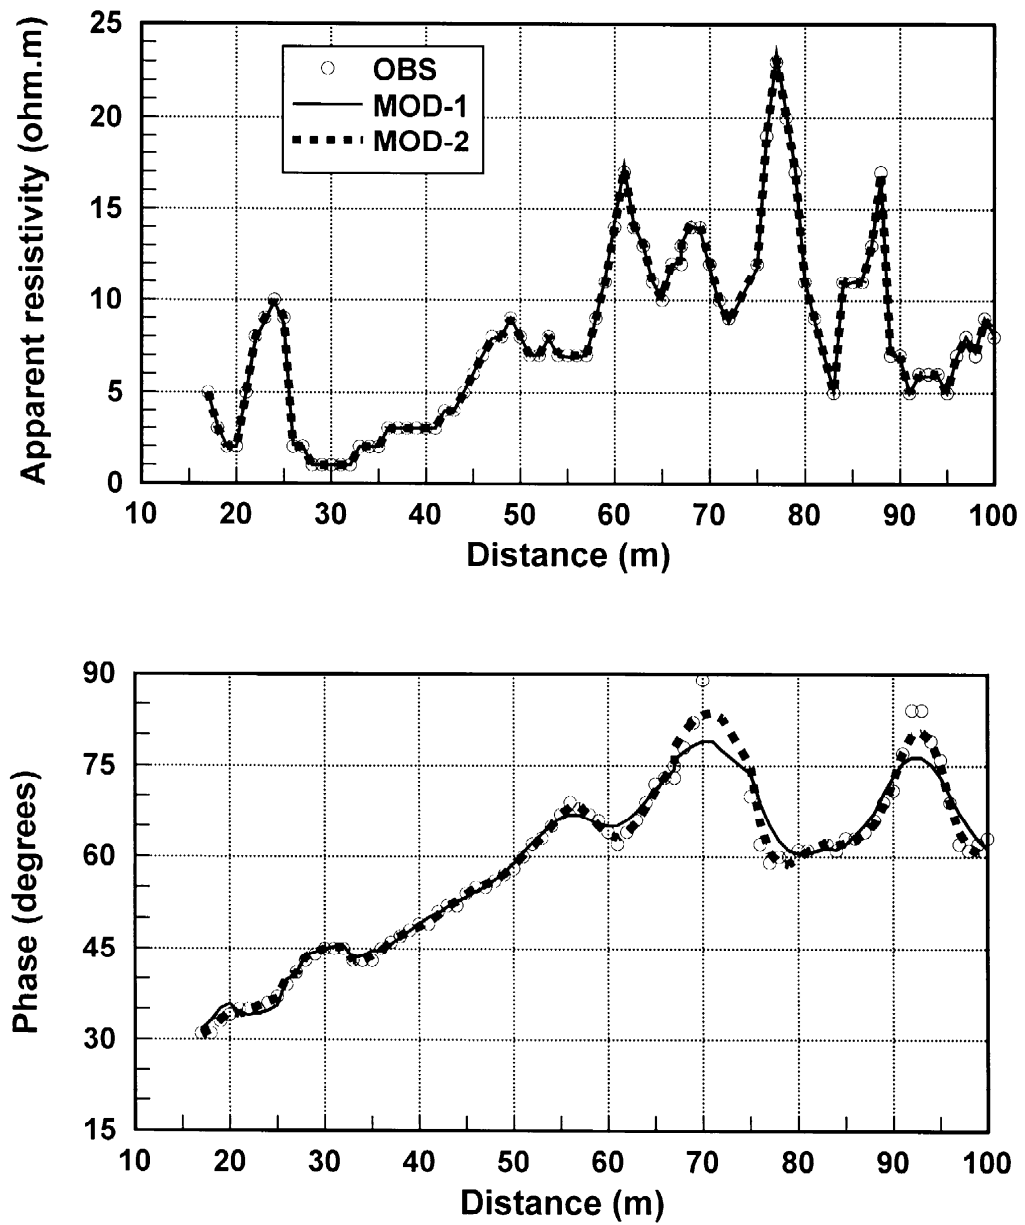 25
20
15
10
5
0
Apparent resistivity (ohm.m)
OBS
MOD-1
MOD-2
10 20 30 40 50 60 70 80 90 100
Distance (m)
90
75
60
45
30
15
Phase (degrees)
10 20 30 40 50 60 70 80 90 100
Distance (m)